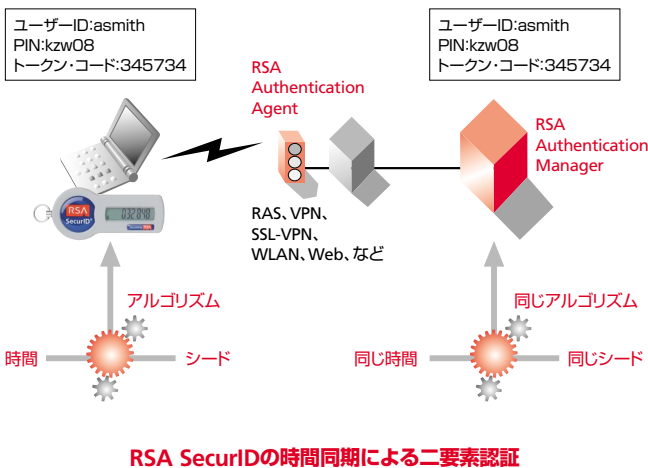 ユーザーID:asmith
PIN:kzw08
トークン・コード:345734
ユーザーID:asmith
PIN:kzw08
トークン・コード:345734
RSA
Authentication
Agent
RSA
Authentication
Manager
RSA
SecurID®
032848
RAS、VPN、
SSL-VPN、
WLAN、Web、など
アルゴリズム
時間
シード
同じアルゴリズム
同じ時間
同じシード
RSA SecurIDの時間同期による二要素認証